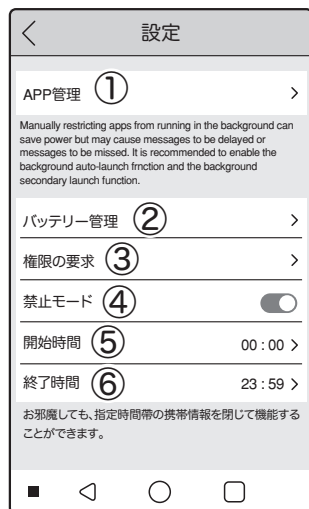 設定
APP管理 ①
Manually restricting apps from running in the background can
save power but may cause messages to be delayed or
messages to be missed. It is recommended to enable the
background auto-launch frnction and the background
secondary launch function.
バッテリー管理 ②
権限の要求 ③
禁止モード ④
開始時間 ⑤ 00 : 00
終了時間 ⑥ 23 : 59
お邪魔しても、指定時間帯の携帯情報を閉じて機能する
ことができます。